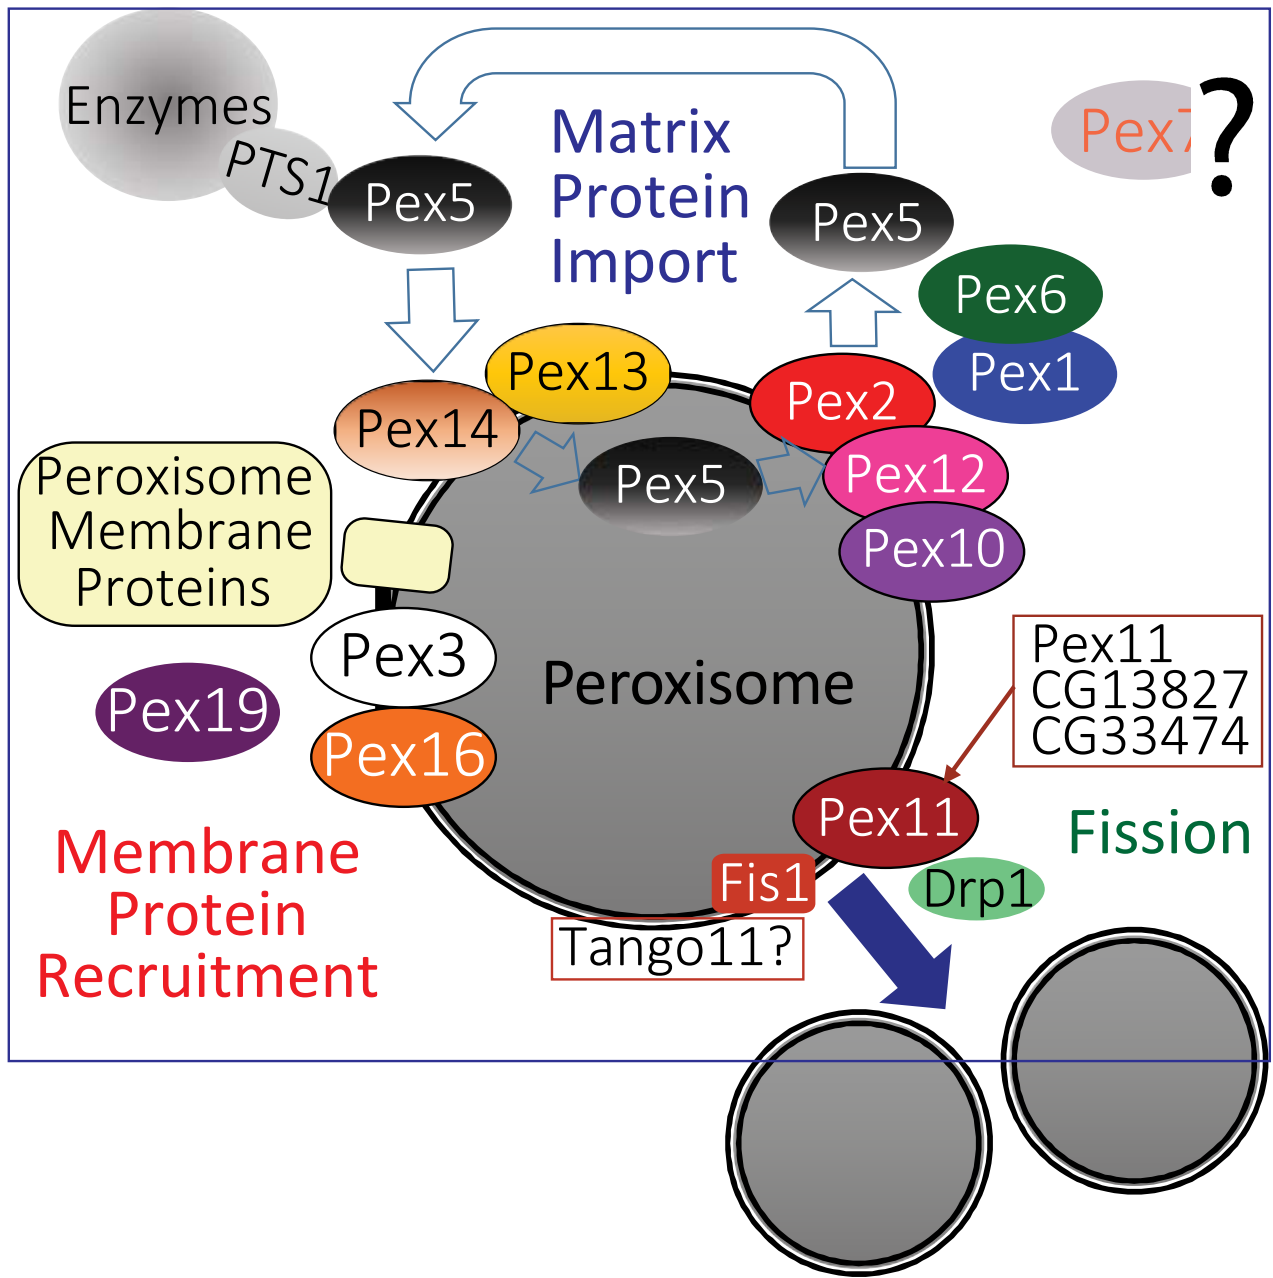 Enzymes
PTS1
Pex5
Matrix
Protein
Import
Pex5
Pex7
?
Pex6
Pex1
Pex13
Pex14
Pex2
Pex5
Pex12
Pex10
Peroxisome
Membrane
Proteins
Pex3
Pex19
Pex16
Peroxisome
Pex11
CG13827
CG33474
Pex11
Fission
Fis1
Drp1
Tango11?
Membrane
Protein
Recruitment